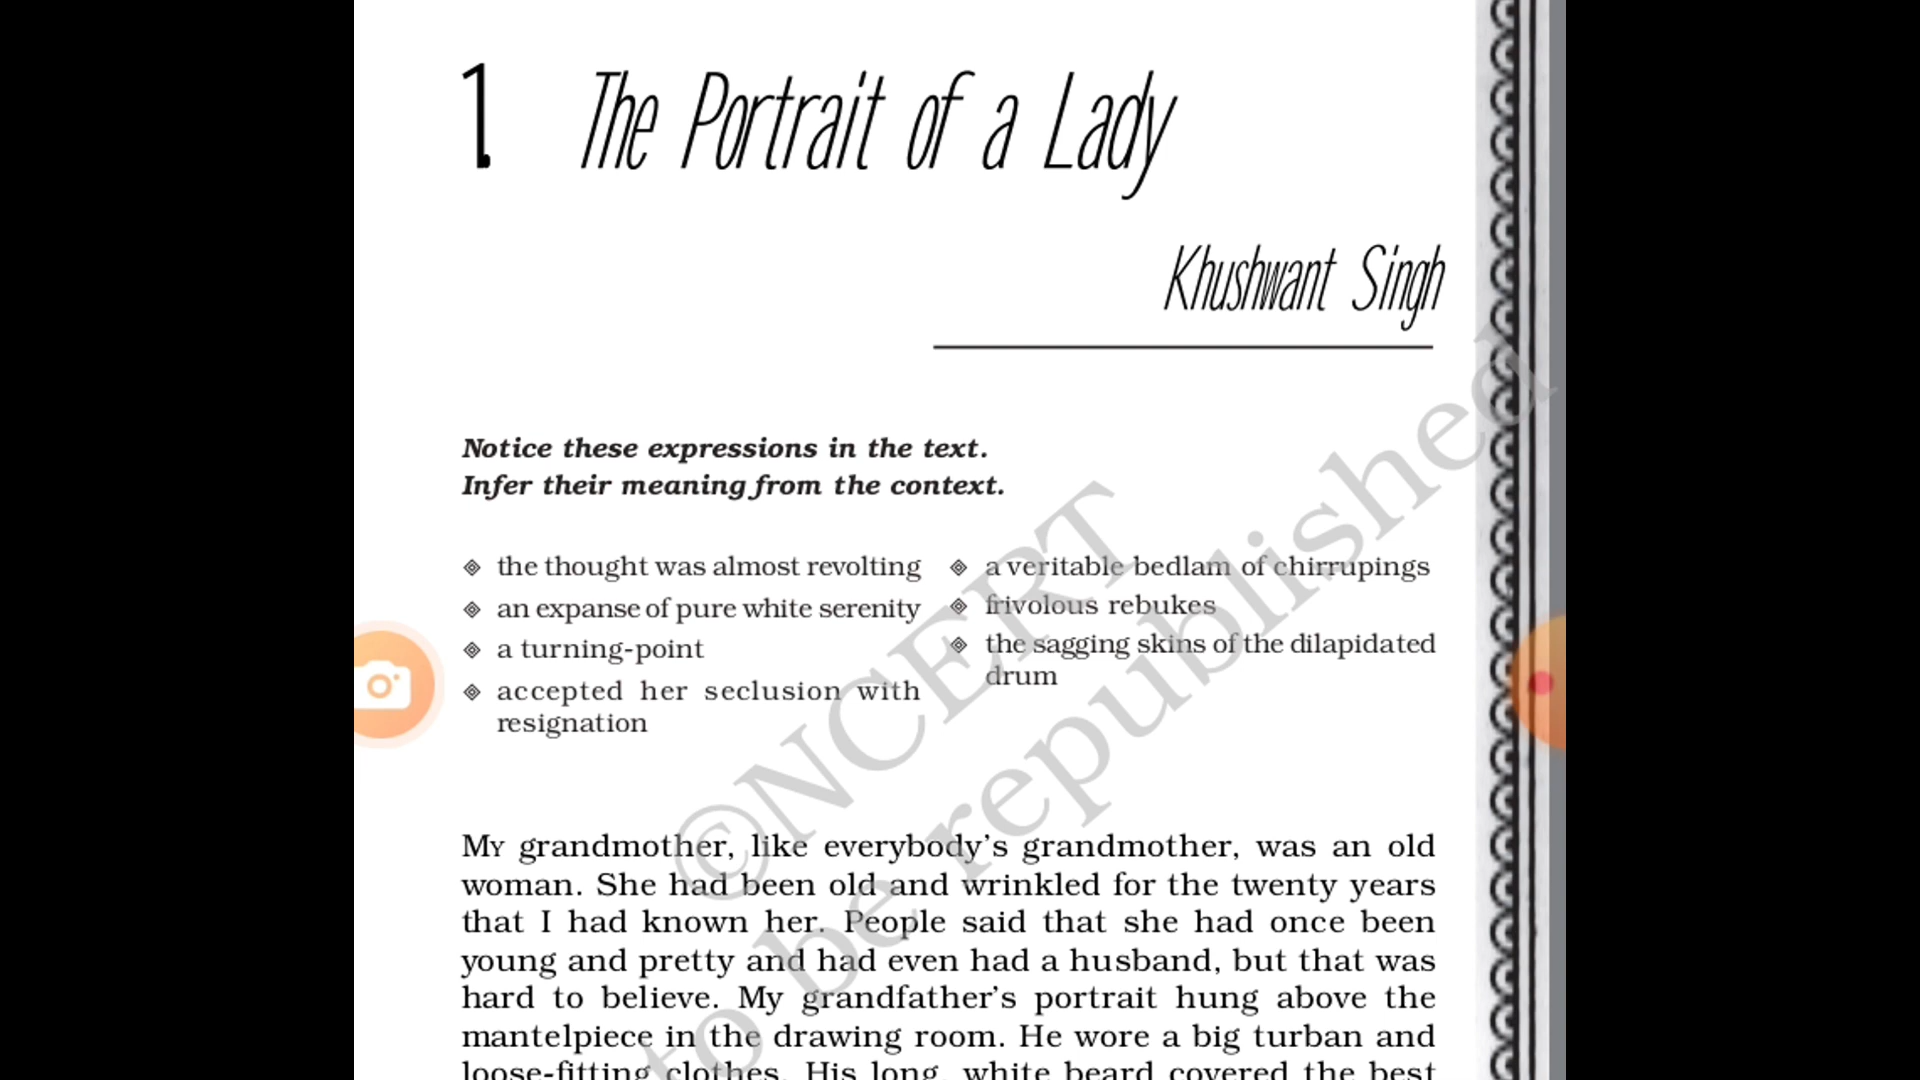 1. The Portrait of a Lady
Khushwant Singh
Notice these expressions in the text.
Infer their meaning from the context.
the thought was almost revolting
an expanse of pure white serenity
a turning-point
accepted her seclusion with
resignation
a veritable bedlam of chirrupings
frivolous rebukes
the sagging skins of the dilapidated
drum
My grandmother, like everybody's grandmother, was an old
woman. She had been old and wrinkled for the twenty years
that I had known her. People said that she had once been
young and pretty and had even had a husband, but that was
hard to believe. My grandfather's portrait hung above the
mantelpiece in the drawing room. He wore a big turban and
loose-fitting clothes. His long, white beard covered the best
©NCERT
to be republished